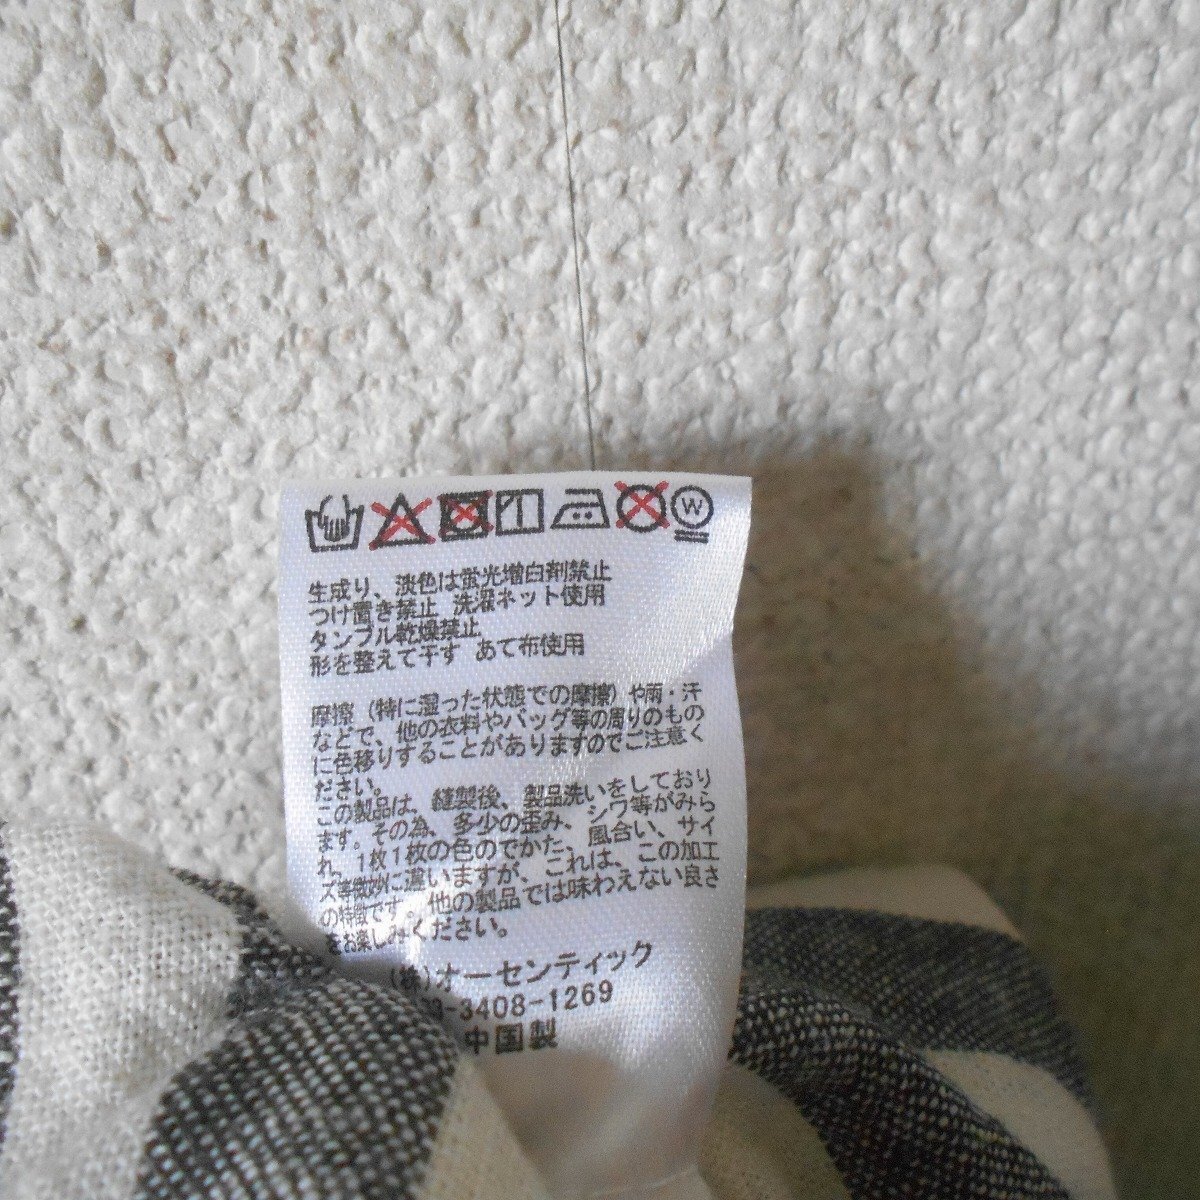 W
生成り、淡色は蛍光増白剤禁止
つけ置き禁止 洗濯ネット使用
タンブル乾燥禁止
形を整えて干す あて布使用
摩擦（特に湿った状態での摩擦）や雨・汗
などで、他の衣料やバッグ等の周りのもの
に色移りすることがありますのでご注意く
ださい。
この製品は、縫製後、製品洗いをしており
ます。その為、多少の歪み、シワ等がみら
れ、1枚1枚の色のでかた、風合い、サイ
ズ等微妙に違いますが、これは、この加工
の特徴です。他の製品では味わえない良さ
をお楽しみください。
(株)オーセンティック
3-3408-1269
中国製